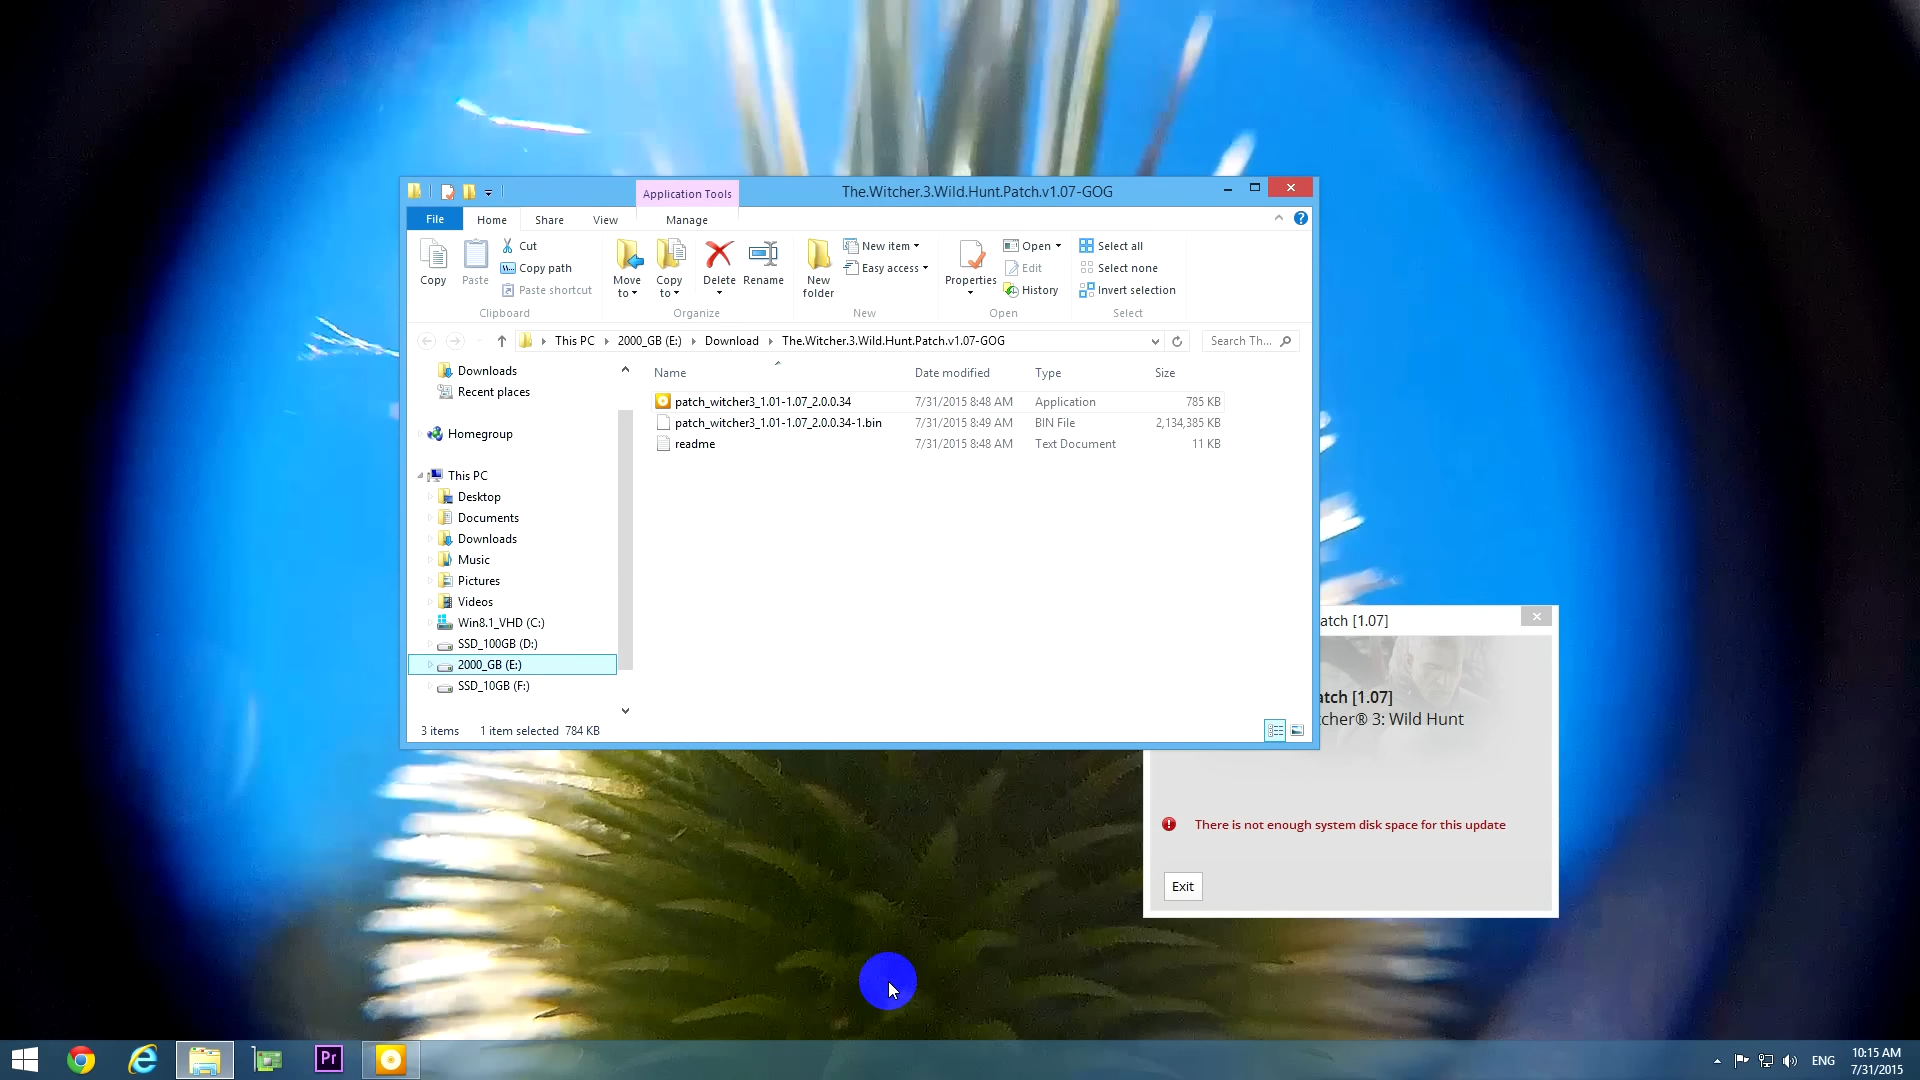 Application Tools
The.Witcher.3.Wild.Hunt.Patch.v1.07-GOG
File Home Share View Manage
Copy
Paste
Cut
Copy path
Paste shortcut
Clipboard
Move to
Copy to
Delete
Rename
Organize
New folder
New item
Easy access
New
Properties
Open
Edit
History
Open
Select all
Select none
Invert selection
Select
This PC 2000_GB (E:) Download The.Witcher.3.Wild.Hunt.Patch.v1.07-GOG
Search Th...
Downloads
Recent places
Homegroup
This PC
Desktop
Documents
Downloads
Music
Pictures
Videos
Win8.1_VHD (C:)
SSD_100GB (D:)
2000_GB (E:)
SSD_10GB (F:)
Name Date modified Type Size
patch_witcher3_1.01-1.07_2.0.0.34 7/31/2015 8:48 AM Application 785 KB
patch_witcher3_1.01-1.07_2.0.0.34-1.bin 7/31/2015 8:49 AM BIN File 2,134,385 KB
readme 7/31/2015 8:48 AM Text Document 11 KB
3 items 1 item selected 784 KB
atch [1.07]
atch [1.07]
tcher® 3: Wild Hunt
There is not enough system disk space for this update
Exit
Pr
ENG
10:15 AM
7/31/2015